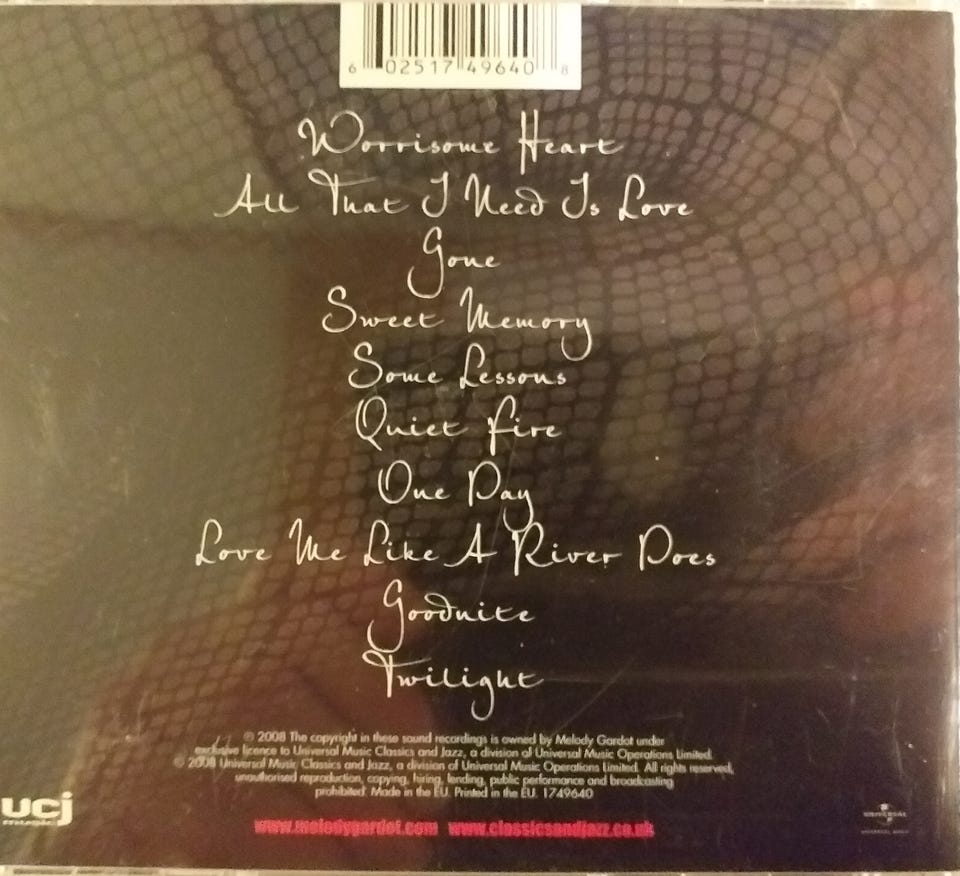 6 02517 49640 8
Worrisome Heart
All That I Need Is Love
Gone
Sweet Memory
Some Lessons
Quiet Fire
One Day
Love Me Like A River Does
Goodnite
Twilight
℗ 2008 The copyright in these sound recordings is owned by Melody Gardot under
exclusive licence to Universal Music Classics and Jazz, a division of Universal Music Operations Limited.
© 2008 Universal Music Classics and Jazz, a division of Universal Music Operations Limited. All rights reserved,
unauthorised reproduction, copying, hiring, lending, public performance and broadcasting
prohibited. Made in the EU. Printed in the EU. 1749640
ucj
www.melodygardot.com www.classicsandjazz.co.uk
UNIVERSAL
UNIVERSAL MUSIC